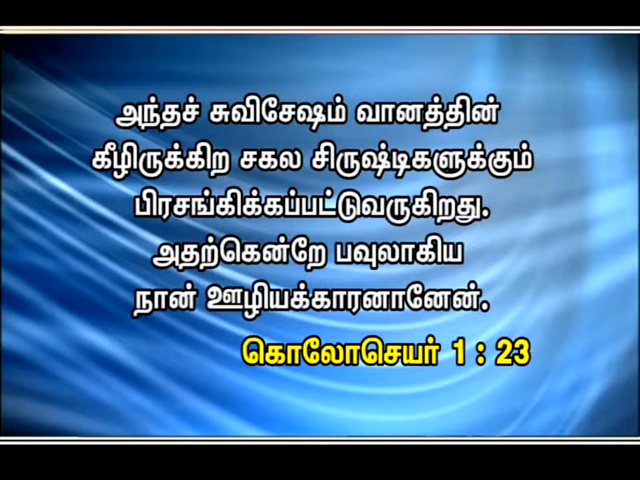 அந்தச் சுவிசேஷம் வானத்தின்
கீழிருக்கிற சகல சிருஷ்டிகளுக்கும்
பிரசங்கிக்கப்பட்டுவருகிறது.
அதற்கென்றே பவுலாகிய
நான் ஊழியக்காரனானேன்.
கொலோசெயர் 1 : 23